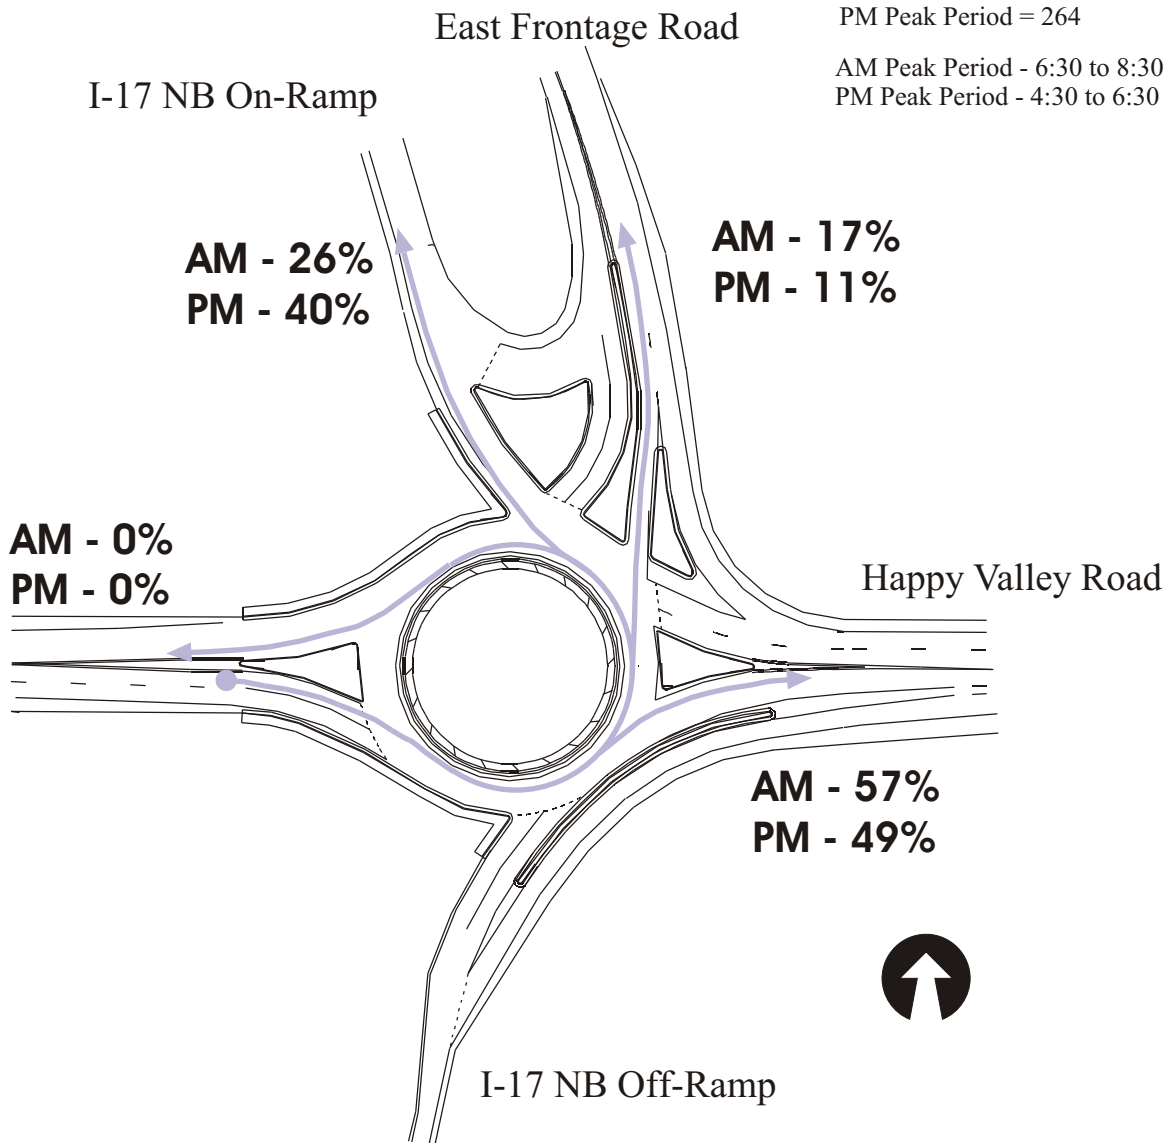 PM Peak Period = 264
East Frontage Road
AM Peak Period - 6:30 to 8:30
PM Peak Period - 4:30 to 6:30
I-17 NB On-Ramp
AM - 17%
PM - 11%
AM - 26%
PM - 40%
AM - 0%
PM - 0%
Happy Valley Road
AM - 57%
PM - 49%
I-17 NB Off-Ramp